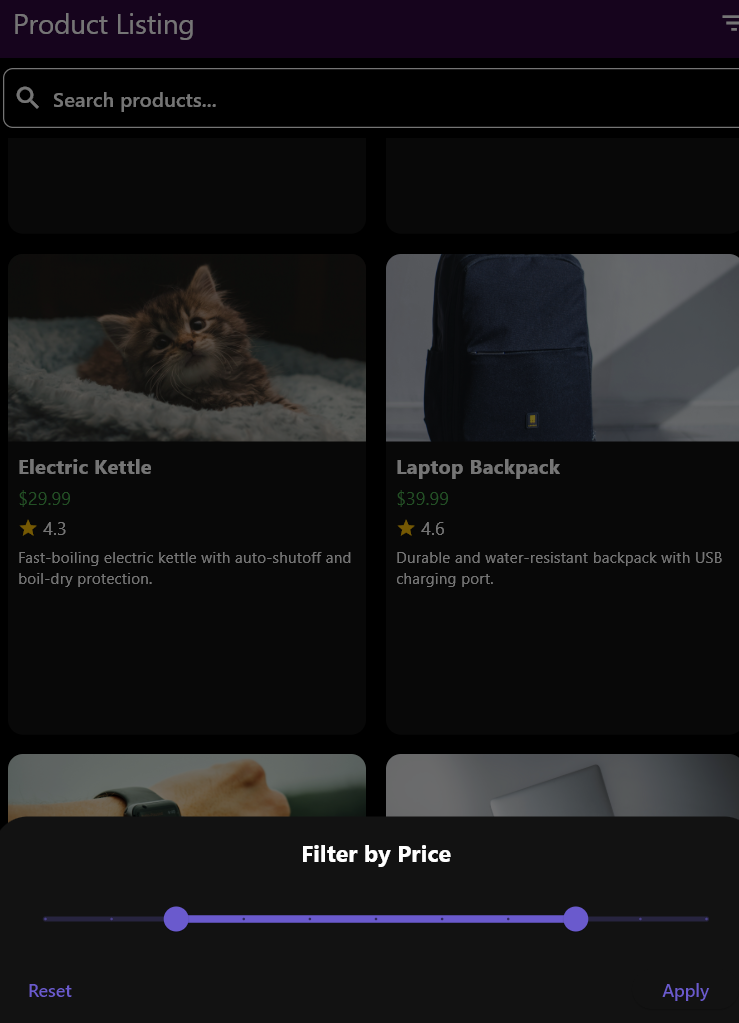 Product Listing
Search products...
Electric Kettle
$29.99
4.3
Fast-boiling electric kettle with auto-shutoff and
boil-dry protection.
Laptop Backpack
$39.99
4.6
Durable and water-resistant backpack with USB
charging port.
Filter by Price
Reset
Apply